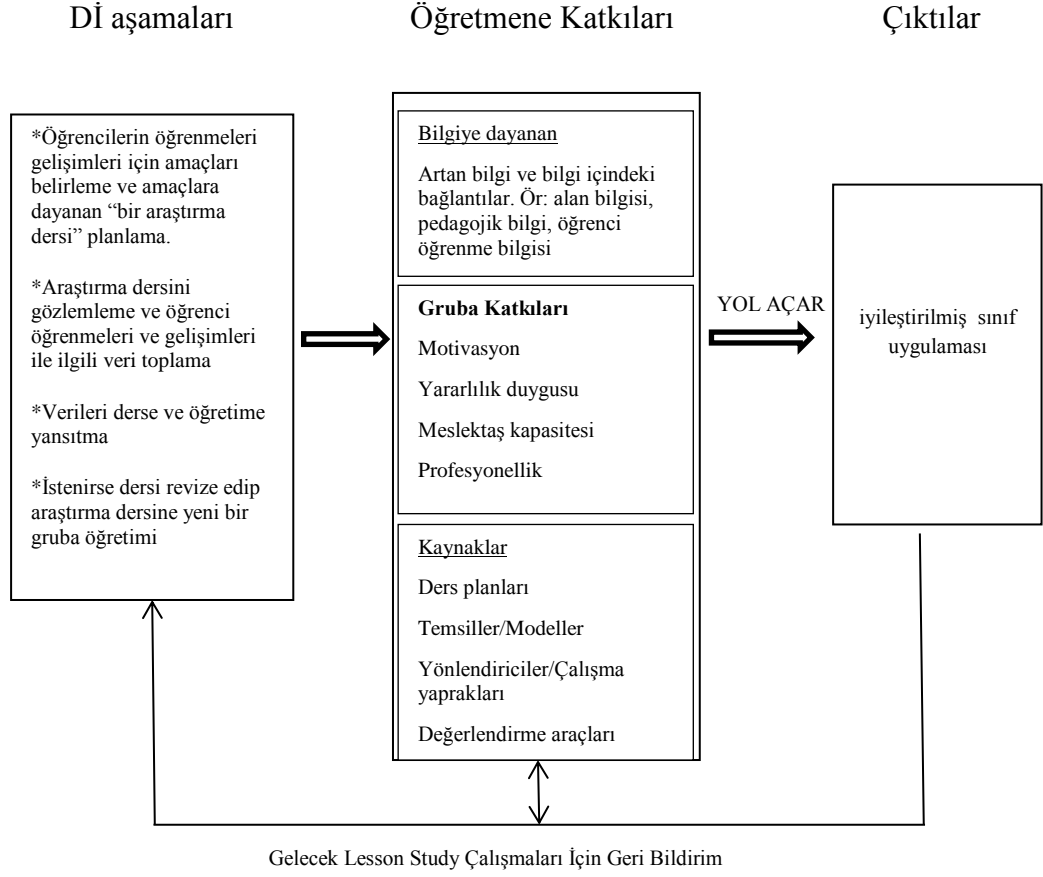 Dİ aşamaları
Öğretmene Katkıları
Çıktılar
*Öğrencilerin öğrenmeleri
gelişimleri için amaçları
belirleme ve amaçlara
dayanan “bir araştırma
dersi” planlama.
*Araştırma dersini
gözlemleme ve öğrenci
öğrenmeleri ve gelişimleri
ile ilgili veri toplama
*Verileri derse ve öğretime
yansıtma
*İstenirse dersi revize edip
araştırma dersine yeni bir
gruba öğretimi
Bilgiye dayanan
Artan bilgi ve bilgi içindeki
bağlantılar. Ör: alan bilgisi,
pedagojik bilgi, öğrenci
öğrenme bilgisi
Gruba Katkıları
Motivasyon
Yararlılık duygusu
Meslektaş kapasitesi
Profesyonellik
Kaynaklar
Ders planları
Temsiller/Modeller
Yönlendiriciler/Çalışma
yaprakları
Değerlendirme araçları
YOL AÇAR
iyileştirilmiş sınıf
uygulaması
Gelecek Lesson Study Çalışmaları İçin Geri Bildirim